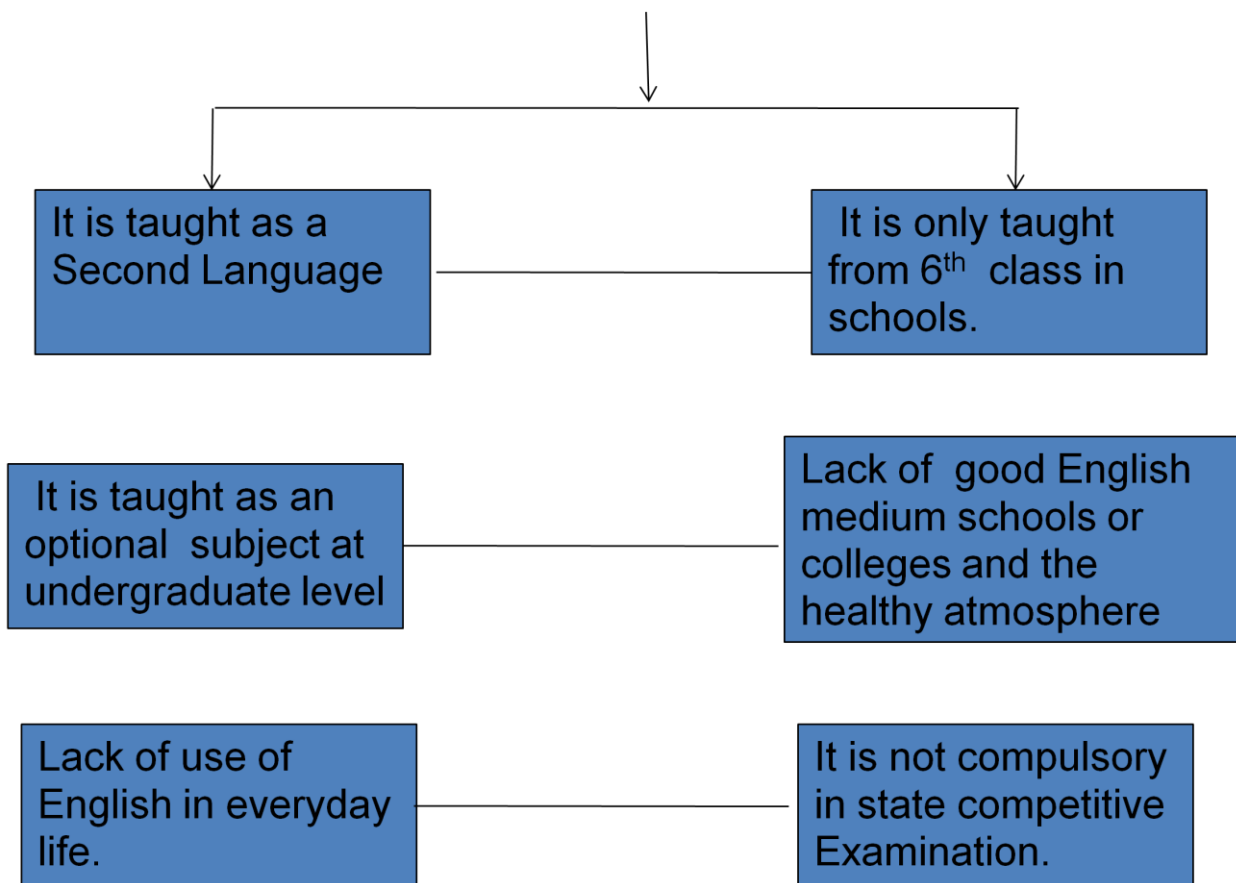 It is taught as a
Second Language
It is only taught
from 6th class in
schools.
It is taught as an
optional subject at
undergraduate level
Lack of good English
medium schools or
colleges and the
healthy atmosphere
Lack of use of
English in everyday
life.
It is not compulsory
in state competitive
Examination.